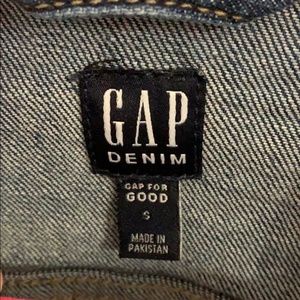 GAP
DENIM
GAP FOR
GOOD
S
MADE IN
PAKISTAN